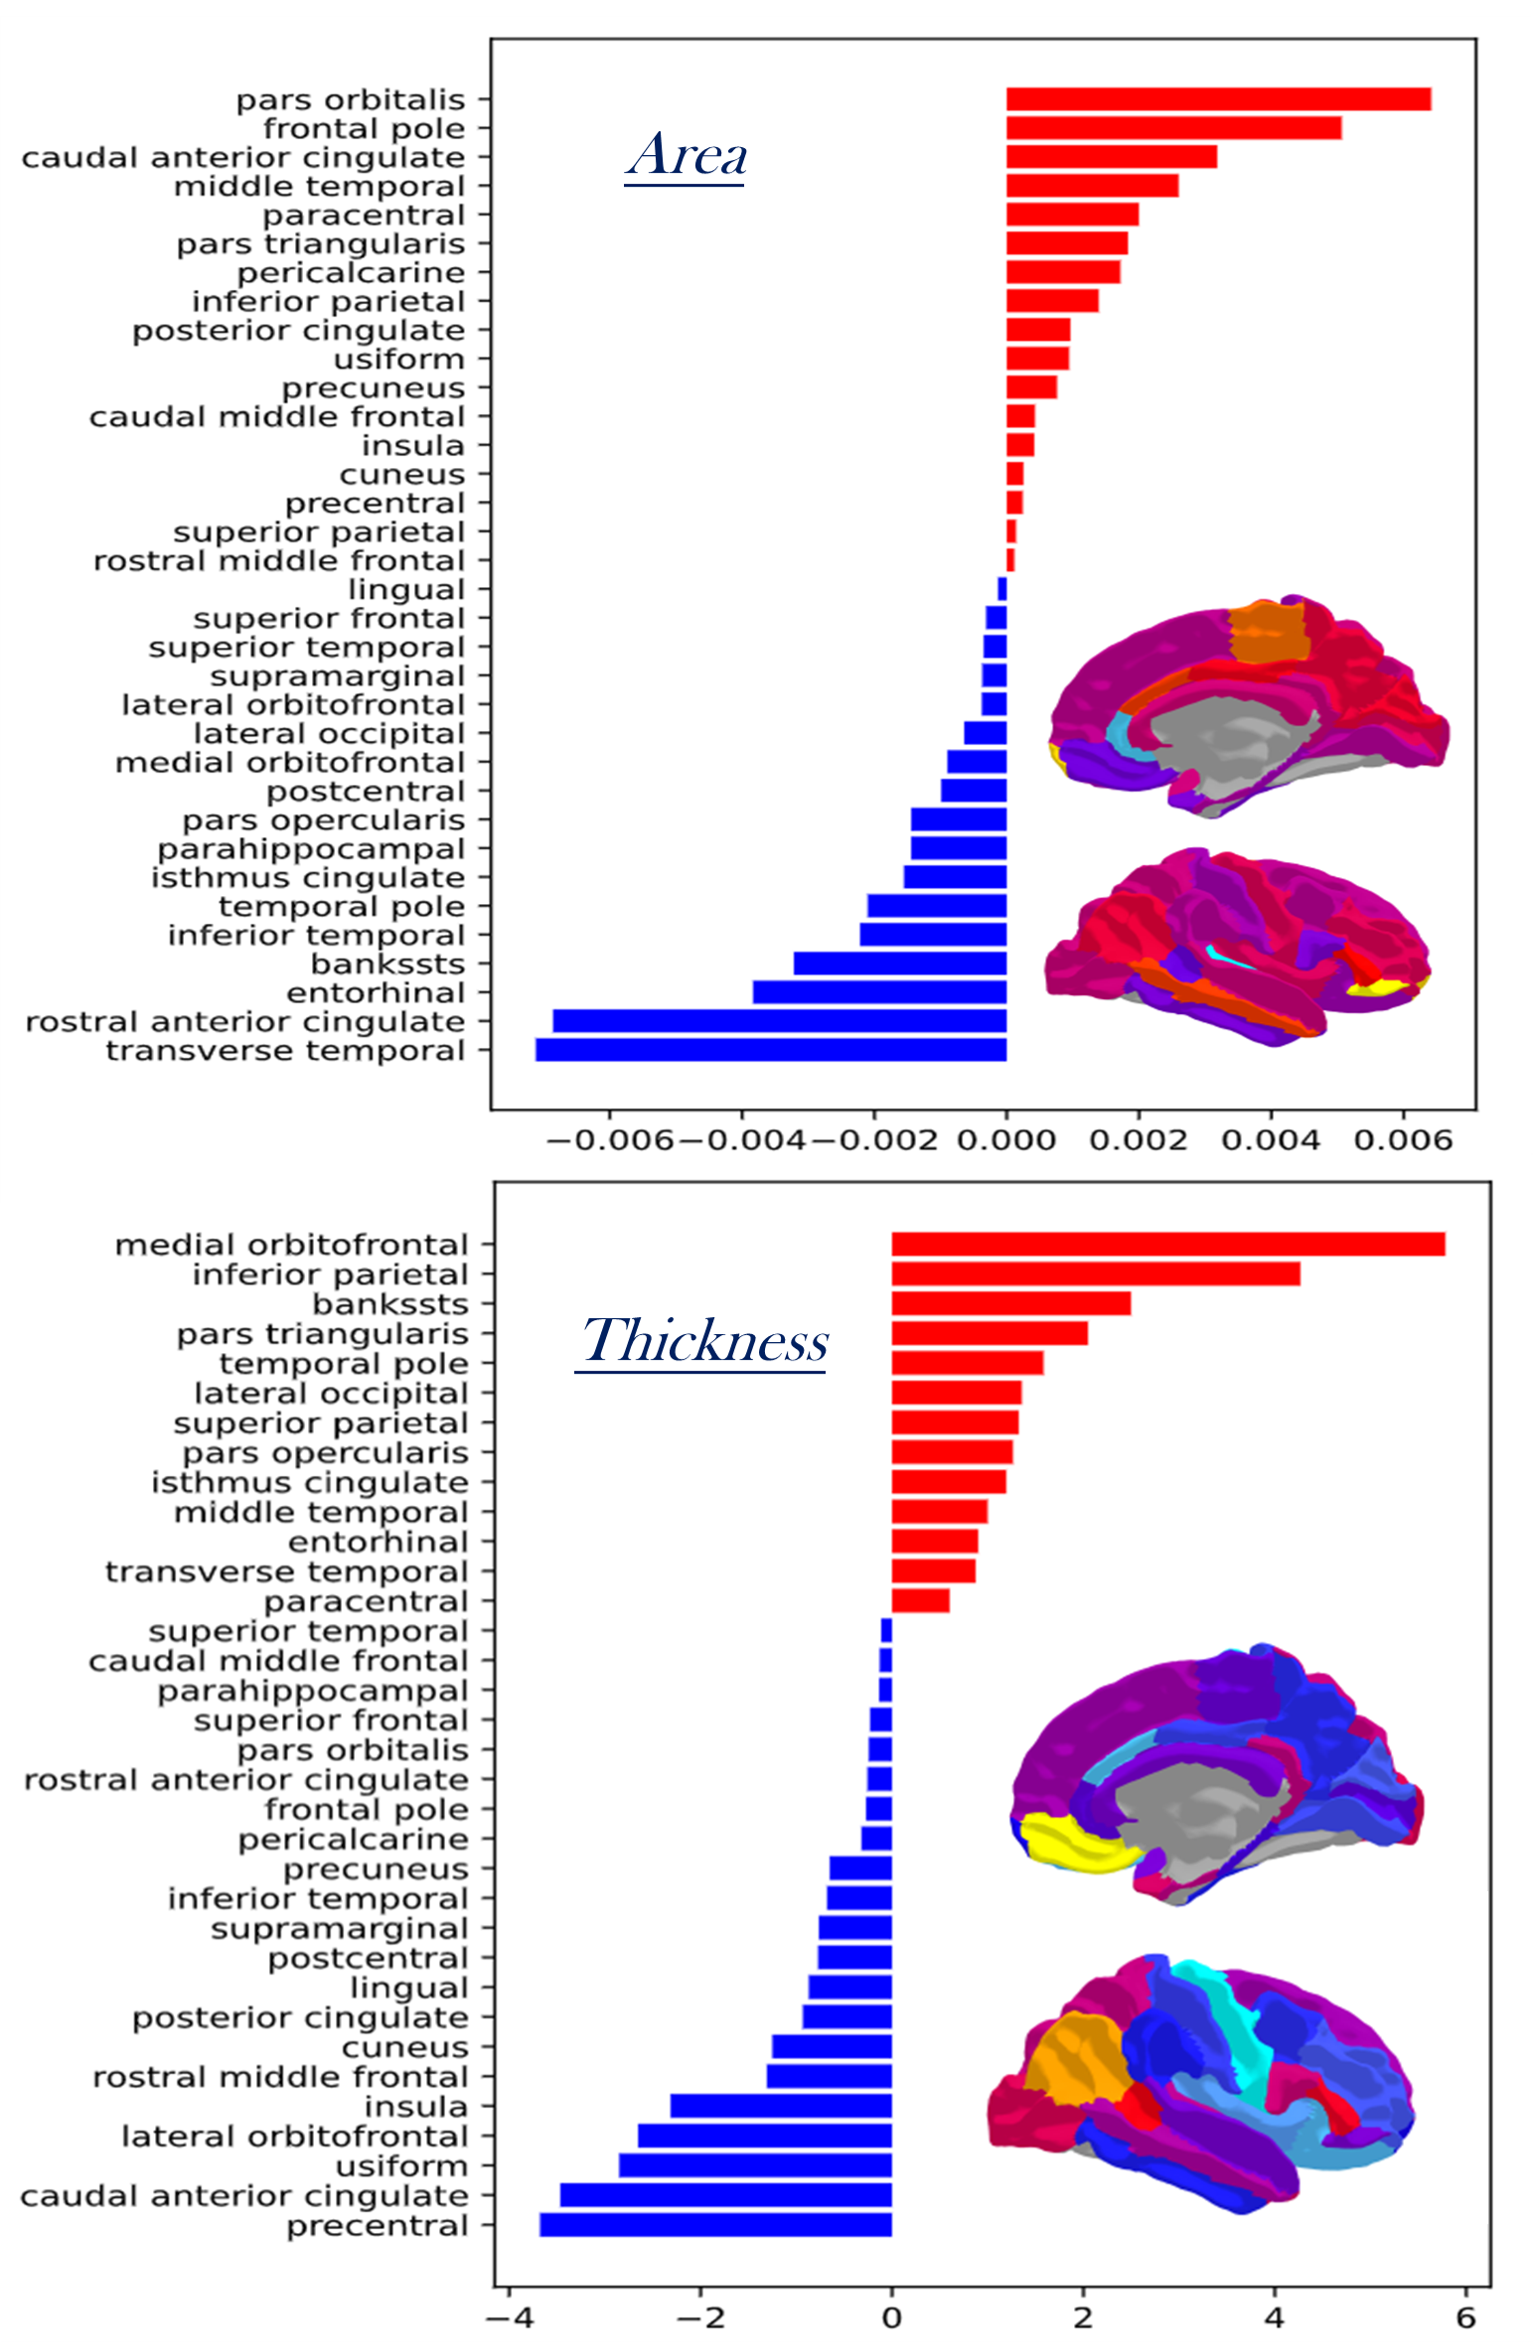 pars orbitalis
frontal pole
caudal anterior cingulate
middle temporal
paracentral
pars triangularis
pericalcarine
inferior parietal
posterior cingulate
usiform
precuneus
caudal middle frontal
insula
cuneus
precentral
superior parietal
rostral middle frontal
lingual
superior frontal
superior temporal
supramarginal
lateral orbitofrontal
lateral occipital
medial orbitofrontal
postcentral
pars opercularis
parahippocampal
isthmus cingulate
temporal pole
inferior temporal
bankssts
entorhinal
rostral anterior cingulate
transverse temporal
Area
−0.006 −0.004 −0.002 0.000 0.002 0.004 0.006
medial orbitofrontal
inferior parietal
bankssts
pars triangularis
temporal pole
lateral occipital
superior parietal
pars opercularis
isthmus cingulate
middle temporal
entorhinal
transverse temporal
paracentral
superior temporal
caudal middle frontal
parahippocampal
superior frontal
pars orbitalis
rostral anterior cingulate
frontal pole
pericalcarine
precuneus
inferior temporal
supramarginal
postcentral
lingual
posterior cingulate
cuneus
rostral middle frontal
insula
lateral orbitofrontal
usiform
caudal anterior cingulate
precentral
Thickness
−4 −2 0 2 4 6